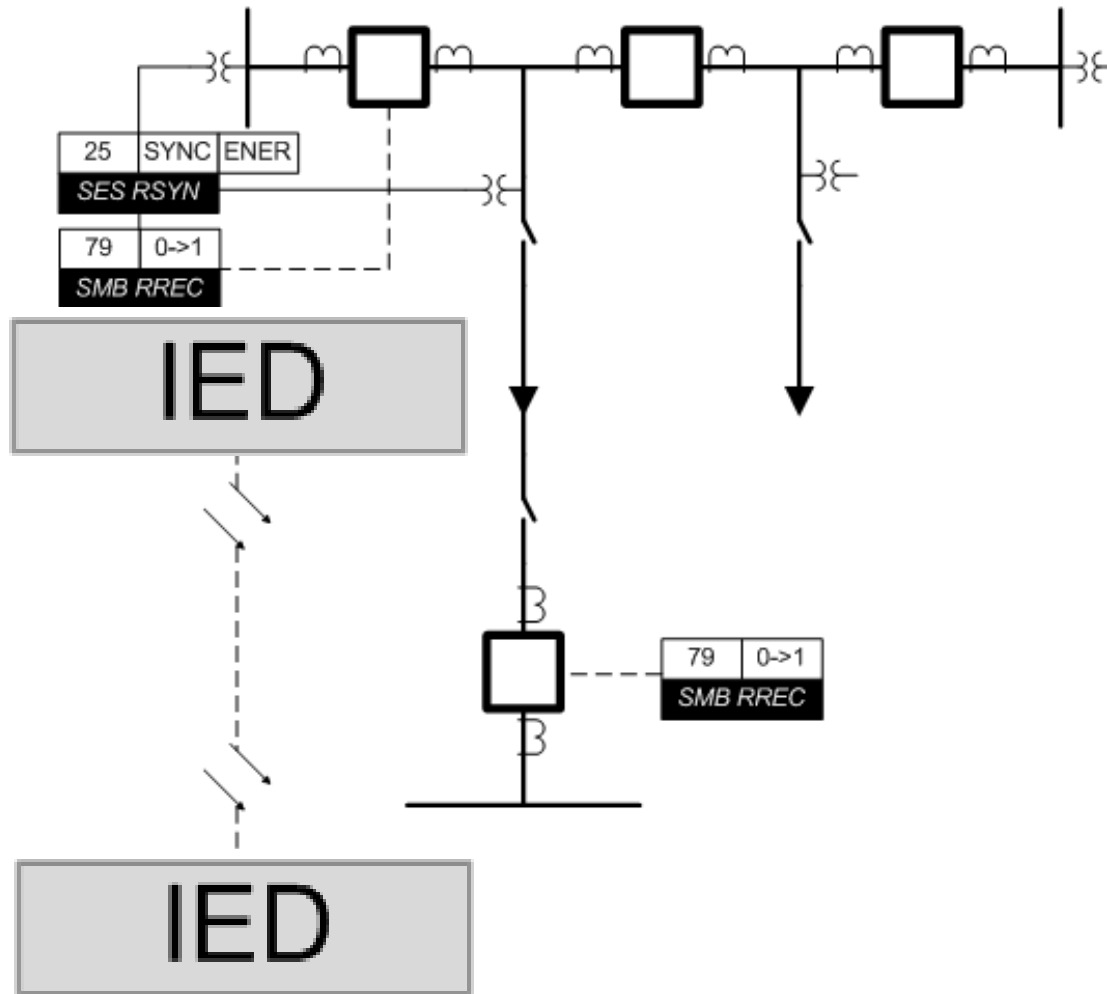 25 SYNC ENER
SES RSYN
79 0->1
SMB RREC
IED
79 0->1
SMB RREC
IED